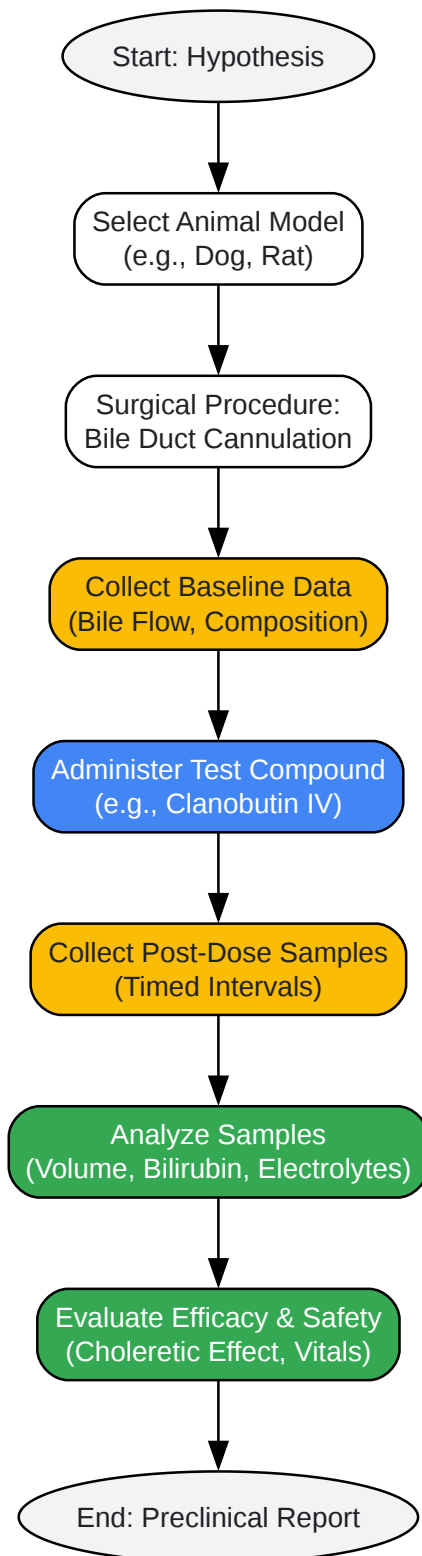 Start: Hypothesis
Select Animal Model
(e.g., Dog, Rat)
Surgical Procedure:
Bile Duct Cannulation
Collect Baseline Data
(Bile Flow, Composition)
Administer Test Compound
(e.g., Clanobutin IV)
Collect Post-Dose Samples
(Timed Intervals)
Analyze Samples
(Volume, Bilirubin, Electrolytes)
Evaluate Efficacy & Safety
(Choleretic Effect, Vitals)
End: Preclinical Report